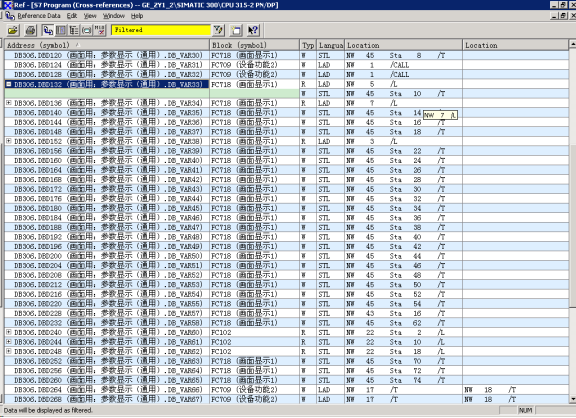 Ref - [S7 Program (Cross-references) -- GE_ZY1_2\SIMATIC 300\CPU 315-2 PN/DP]
Reference Data Edit View Window Help
Filtered
Address (symbol) Block (symbol) Typ Langua Location Location
DB306.DBD120 (画面用：参数显示（通用）.DB_VAR30) FC718 (画面显示1) W STL NW 45 Sta 8 /T
DB306.DBD124 (画面用：参数显示（通用）.DB_VAR31) FC709 (设备功能2) W LAD NW 1 /CALL
DB306.DBD128 (画面用：参数显示（通用）.DB_VAR32) FC709 (设备功能2) W LAD NW 1 /CALL
DB306.DBD132 (画面用：参数显示（通用）.DB_VAR33) FC718 (画面显示1) R LAD NW 5 /L
W STL NW 45 Sta 10 /T
DB306.DBD136 (画面用：参数显示（通用）.DB_VAR34) FC718 (画面显示1) R LAD NW 7 /L
DB306.DBD140 (画面用：参数显示（通用）.DB_VAR35) FC718 (画面显示1) W STL NW 45 Sta 14
NW 7 /L
DB306.DBD144 (画面用：参数显示（通用）.DB_VAR36) FC718 (画面显示1) W STL NW 45 Sta 16 /T
DB306.DBD148 (画面用：参数显示（通用）.DB_VAR37) FC718 (画面显示1) W STL NW 45 Sta 18 /T
DB306.DBD152 (画面用：参数显示（通用）.DB_VAR38) FC718 (画面显示1) R LAD NW 3 /L
DB306.DBD156 (画面用：参数显示（通用）.DB_VAR39) FC718 (画面显示1) W STL NW 45 Sta 22 /T
DB306.DBD160 (画面用：参数显示（通用）.DB_VAR40) FC718 (画面显示1) W STL NW 45 Sta 24 /T
DB306.DBD164 (画面用：参数显示（通用）.DB_VAR41) FC718 (画面显示1) W STL NW 45 Sta 26 /T
DB306.DBD168 (画面用：参数显示（通用）.DB_VAR42) FC718 (画面显示1) W STL NW 45 Sta 28 /T
DB306.DBD172 (画面用：参数显示（通用）.DB_VAR43) FC718 (画面显示1) W STL NW 45 Sta 30 /T
DB306.DBD176 (画面用：参数显示（通用）.DB_VAR44) FC718 (画面显示1) W STL NW 45 Sta 32 /T
DB306.DBD180 (画面用：参数显示（通用）.DB_VAR45) FC718 (画面显示1) W STL NW 45 Sta 34 /T
DB306.DBD184 (画面用：参数显示（通用）.DB_VAR46) FC718 (画面显示1) W STL NW 45 Sta 36 /T
DB306.DBD188 (画面用：参数显示（通用）.DB_VAR47) FC718 (画面显示1) W STL NW 45 Sta 38 /T
DB306.DBD192 (画面用：参数显示（通用）.DB_VAR48) FC718 (画面显示1) W STL NW 45 Sta 40 /T
DB306.DBD196 (画面用：参数显示（通用）.DB_VAR49) FC718 (画面显示1) W STL NW 45 Sta 42 /T
DB306.DBD200 (画面用：参数显示（通用）.DB_VAR50) FC718 (画面显示1) W STL NW 45 Sta 44 /T
DB306.DBD204 (画面用：参数显示（通用）.DB_VAR51) FC718 (画面显示1) W STL NW 45 Sta 46 /T
DB306.DBD208 (画面用：参数显示（通用）.DB_VAR52) FC718 (画面显示1) W STL NW 45 Sta 48 /T
DB306.DBD212 (画面用：参数显示（通用）.DB_VAR53) FC718 (画面显示1) W STL NW 45 Sta 50 /T
DB306.DBD216 (画面用：参数显示（通用）.DB_VAR54) FC718 (画面显示1) W STL NW 45 Sta 52 /T
DB306.DBD220 (画面用：参数显示（通用）.DB_VAR55) FC718 (画面显示1) W STL NW 45 Sta 54 /T
DB306.DBD228 (画面用：参数显示（通用）.DB_VAR57) FC718 (画面显示1) W STL NW 43 Sta 16 /T
DB306.DBD232 (画面用：参数显示（通用）.DB_VAR58) FC718 (画面显示1) W STL NW 45 Sta 62 /T
DB306.DBD240 (画面用：参数显示（通用）.DB_VAR60) FC102 R STL NW 22 Sta 2 /L
DB306.DBD244 (画面用：参数显示（通用）.DB_VAR61) FC102 R STL NW 22 Sta 10 /L
DB306.DBD248 (画面用：参数显示（通用）.DB_VAR62) FC102 R STL NW 22 Sta 18 /L
DB306.DBD252 (画面用：参数显示（通用）.DB_VAR63) FC718 (画面显示1) W STL NW 45 Sta 70 /T
DB306.DBD256 (画面用：参数显示（通用）.DB_VAR64) FC718 (画面显示1) W STL NW 45 Sta 72 /T
DB306.DBD260 (画面用：参数显示（通用）.DB_VAR65) FC718 (画面显示1) W STL NW 45 Sta 74 /T
DB306.DBD264 (画面用：参数显示（通用）.DB_VAR66) FC709 (设备功能2) W LAD NW 17 /T NW 18 /T
DB306.DBD268 (画面用：参数显示（通用）.DB_VAR67) FC709 (设备功能2) W LAD NW 17 /T NW 18 /T
Data will be displayed as filtered. NUM